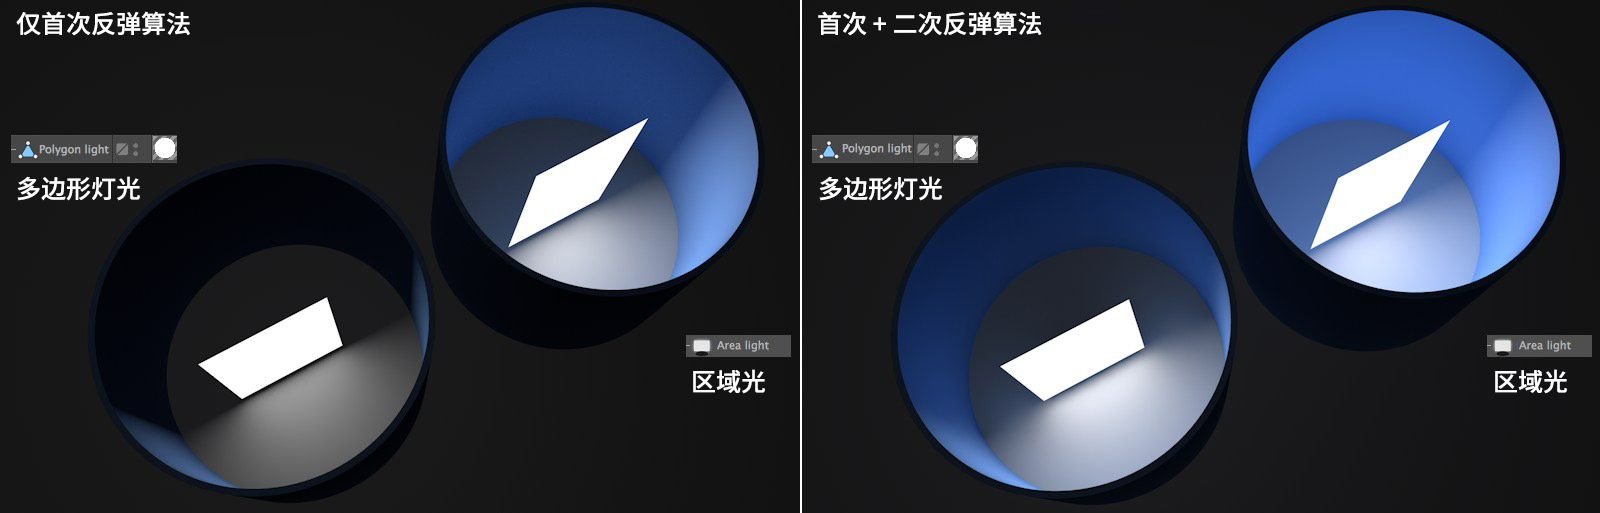 仅首次反弹算法
Polygon light
多边形灯光
Area light
区域光
首次 + 二次反弹算法
Polygon light
多边形灯光
Area light
区域光